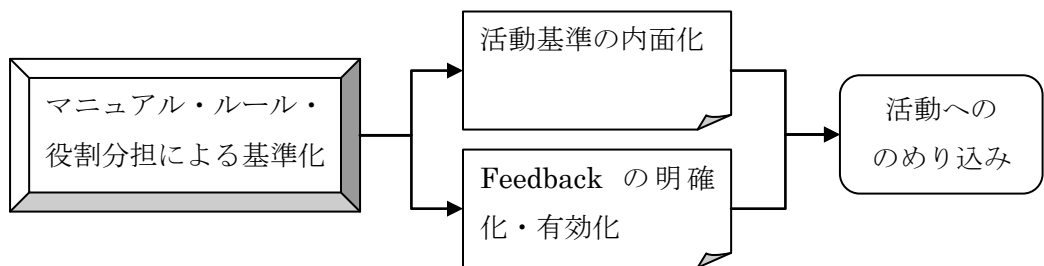 マニュアル・ルール・
役割分担による基準化
活動基準の内面化
Feedback の明確
化・有効化
活動への
のめり込み